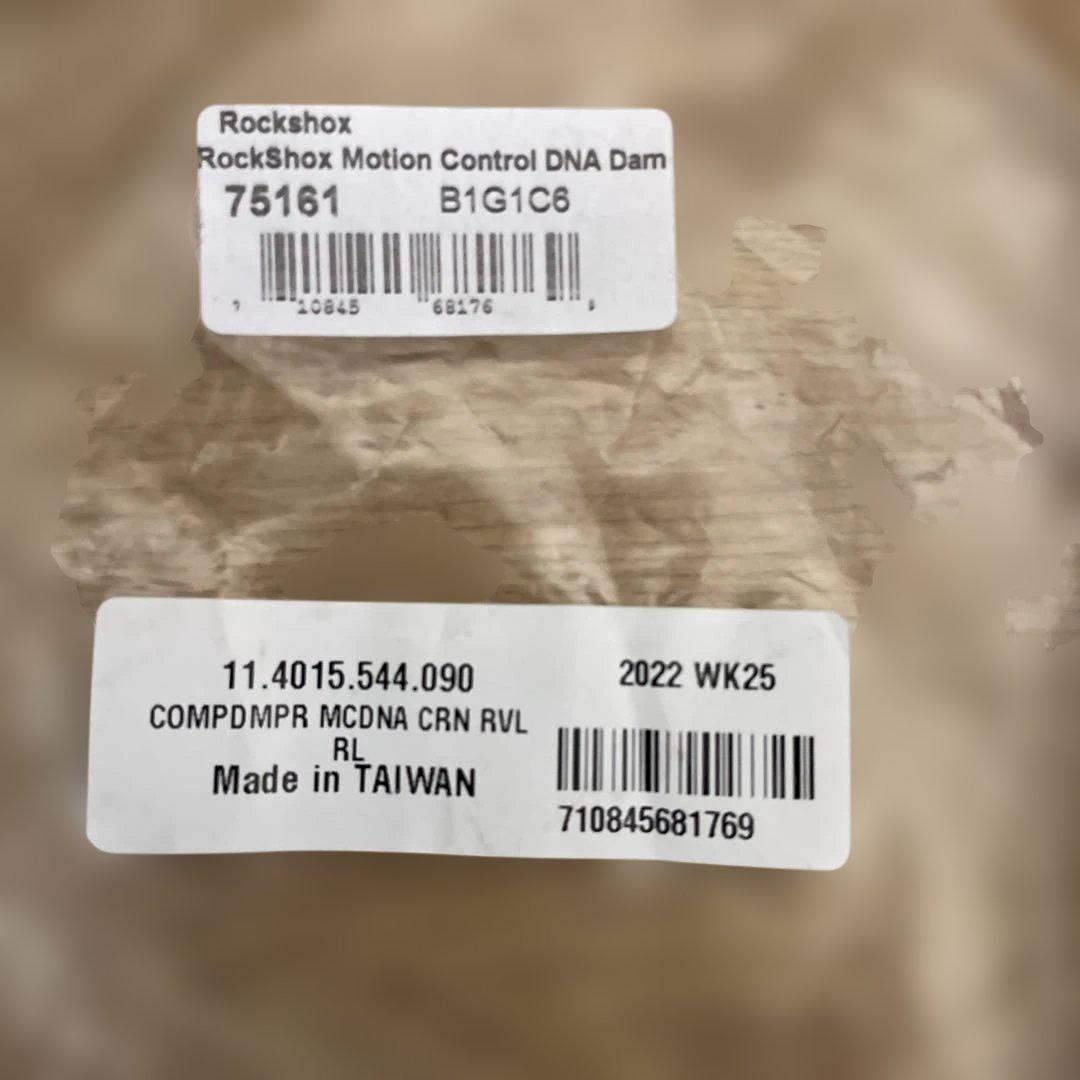 Rockshox
RockShox Motion Control DNA Dam
75161 B1G1C6
7 10845 68176 9
11.4015.544.090
COMPDMPR MCDNA CRN RVL
RL
Made in TAIWAN
2022 WK25
710845681769